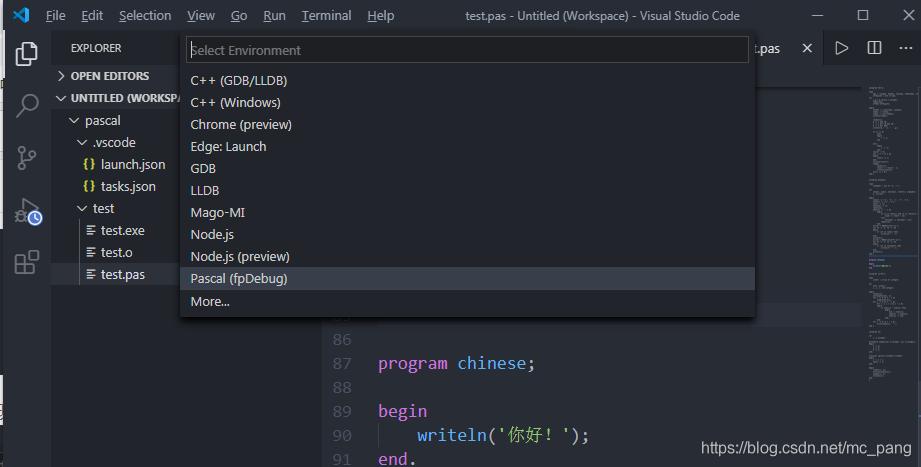 File Edit Selection View Go Run Terminal Help test.pas - Untitled (Workspace) - Visual Studio Code
EXPLORER
Select Environment
.pas
OPEN EDITORS
UNTITLED (WORKSPA
pascal
.vscode
{} launch.json
{} tasks.json
test
test.exe
test.o
test.pas
C++ (GDB/LLDB)
C++ (Windows)
Chrome (preview)
Edge: Launch
GDB
LLDB
Mago-MI
Node.js
Node.js (preview)
Pascal (fpDebug)
More...
86
87 program chinese;
88
89 begin
90 writeln('你好！');
91 end.
https://blog.csdn.net/mc_pang